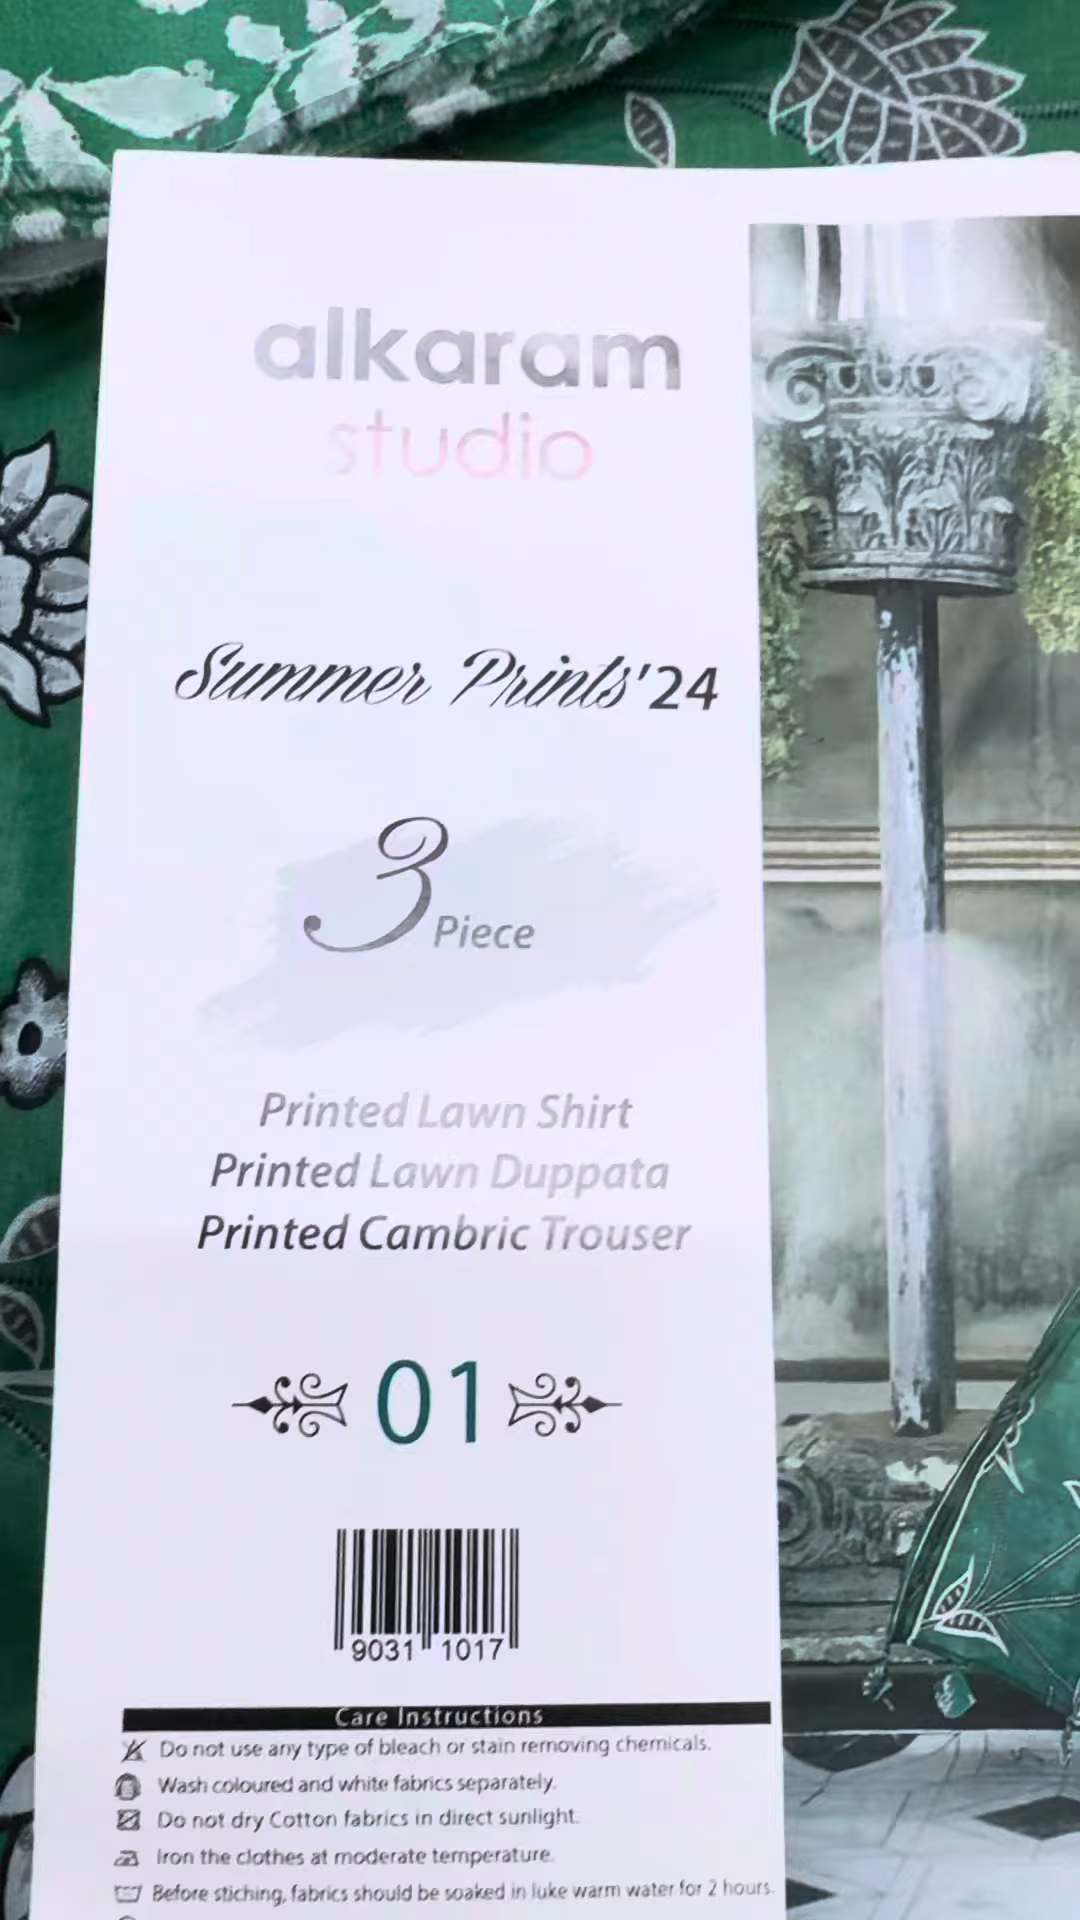 alkaram
studio
Summer Prints'24
3 Piece
Printed Lawn Shirt
Printed Lawn Duppata
Printed Cambric Trouser
01
9031 1017
Care Instructions
Do not use any type of bleach or stain removing chemicals.
Wash coloured and white fabrics separately.
Do not dry Cotton fabrics in direct sunlight.
Iron the clothes at moderate temperature.
Before stiching, fabrics should be soaked in luke warm water for 2 hours.